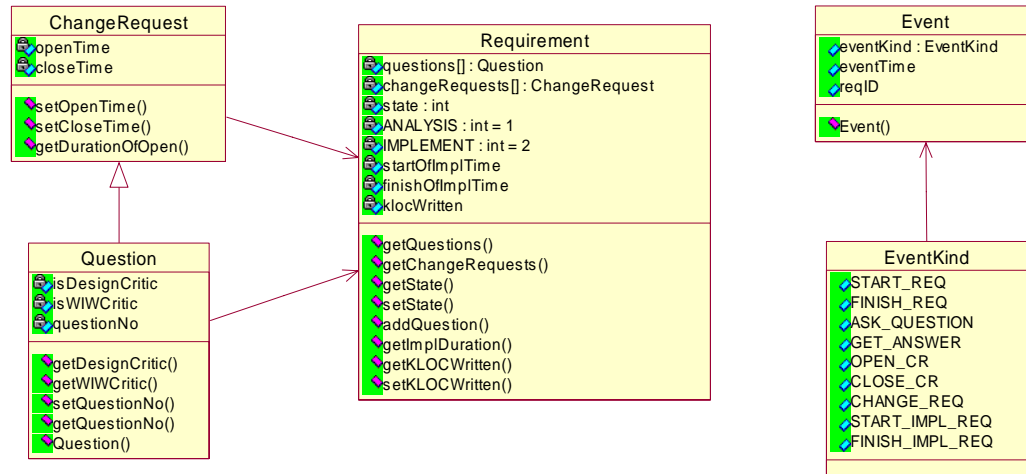 ChangeRequest
openTime
closeTime
setOpenTime()
setCloseTime()
getDurationOfOpen()
Question
isDesignCritic
isWIWCritic
questionNo
getDesignCritic()
getWIWCritic()
setQuestionNo()
getQuestionNo()
Question()
Requirement
questions[] : Question
changeRequests[] : ChangeRequest
state : int
ANALYSIS : int = 1
IMPLEMENT : int = 2
startOfImplTime
finishOfImplTime
klocWritten
getQuestions()
getChangeRequests()
getState()
setState()
addQuestion()
getImplDuration()
getKLOCWritten()
setKLOCWritten()
Event
eventKind : EventKind
eventTime
reqID
Event()
EventKind
START_REQ
FINISH_REQ
ASK_QUESTION
GET_ANSWER
OPEN_CR
CLOSE_CR
CHANGE_REQ
START_IMPL_REQ
FINISH_IMPL_REQ